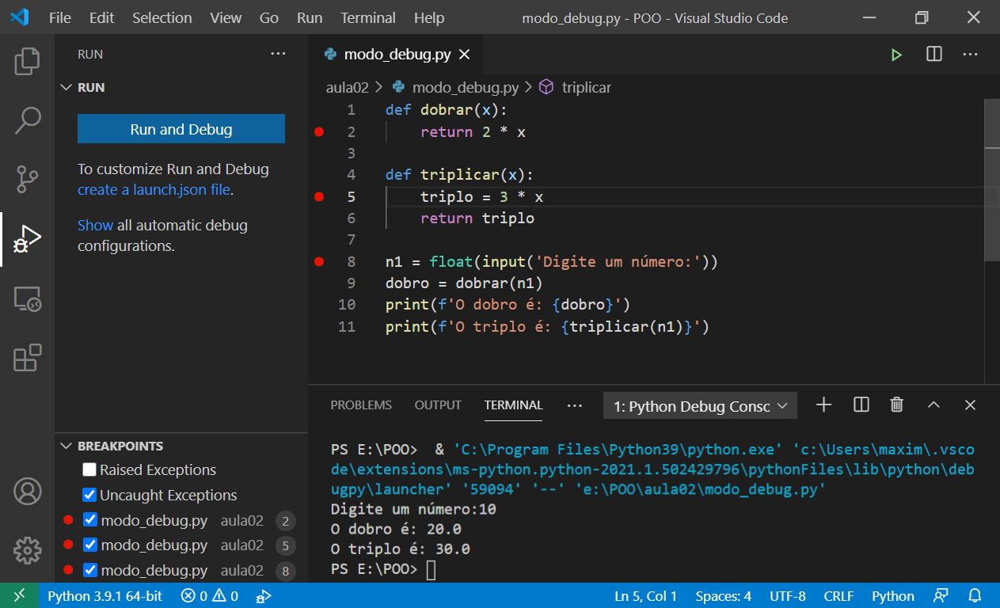 File Edit Selection View Go Run Terminal Help modo_debug.py - POO - Visual Studio Code
RUN
RUN
Run and Debug
To customize Run and Debug
create a launch.json file.
Show all automatic debug
configurations.
BREAKPOINTS
Raised Exceptions
Uncaught Exceptions
modo_debug.py aula02 2
modo_debug.py aula02 5
modo_debug.py aula02 8
modo_debug.py
aula02 > modo_debug.py > triplicar
1 def dobrar(x):
2     return 2 * x
3
4 def triplicar(x):
5     triplo = 3 * x
6     return triplo
7
8 n1 = float(input('Digite um número:'))
9 dobro = dobrar(n1)
10 print(f'O dobro é: {dobro}')
11 print(f'O triplo é: {triplicar(n1)}')
PROBLEMS OUTPUT TERMINAL ··· 1: Python Debug Consc
PS E:\POO>  & 'C:\Program Files\Python39\python.exe' 'c:\Users\maxim\.vsco
de\extensions\ms-python.python-2021.1.502429796\pythonFiles\lib\python\deb
ugpy\launcher' '59094' '--' 'e:\POO\aula02\modo_debug.py'
Digite um número:10
O dobro é: 20.0
O triplo é: 30.0
PS E:\POO>
Python 3.9.1 64-bit 0 0 Ln 5, Col 1 Spaces: 4 UTF-8 CRLF Python